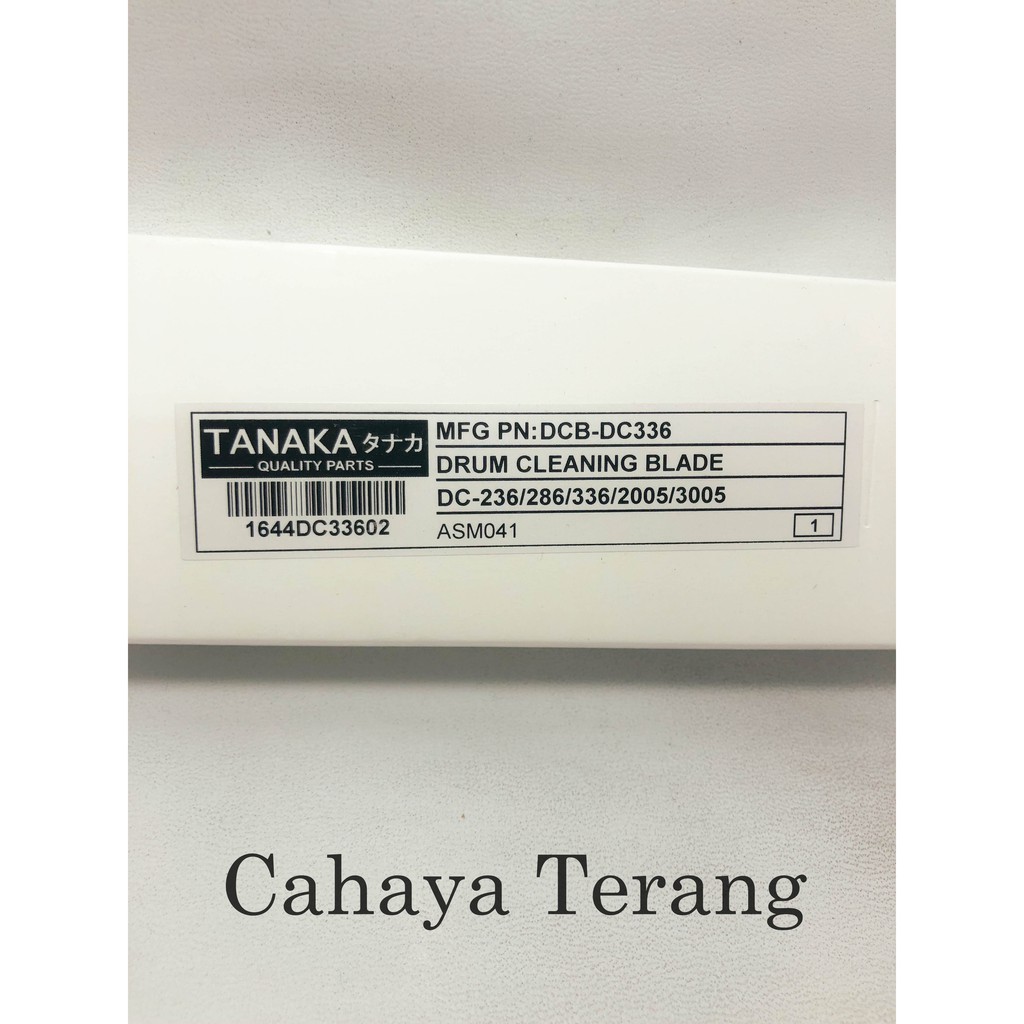 TANAKA タナカ
QUALITY PARTS
1644DC33602
MFG PN:DCB-DC336
DRUM CLEANING BLADE
DC-236/286/336/2005/3005
ASM041
1
Cahaya Terang